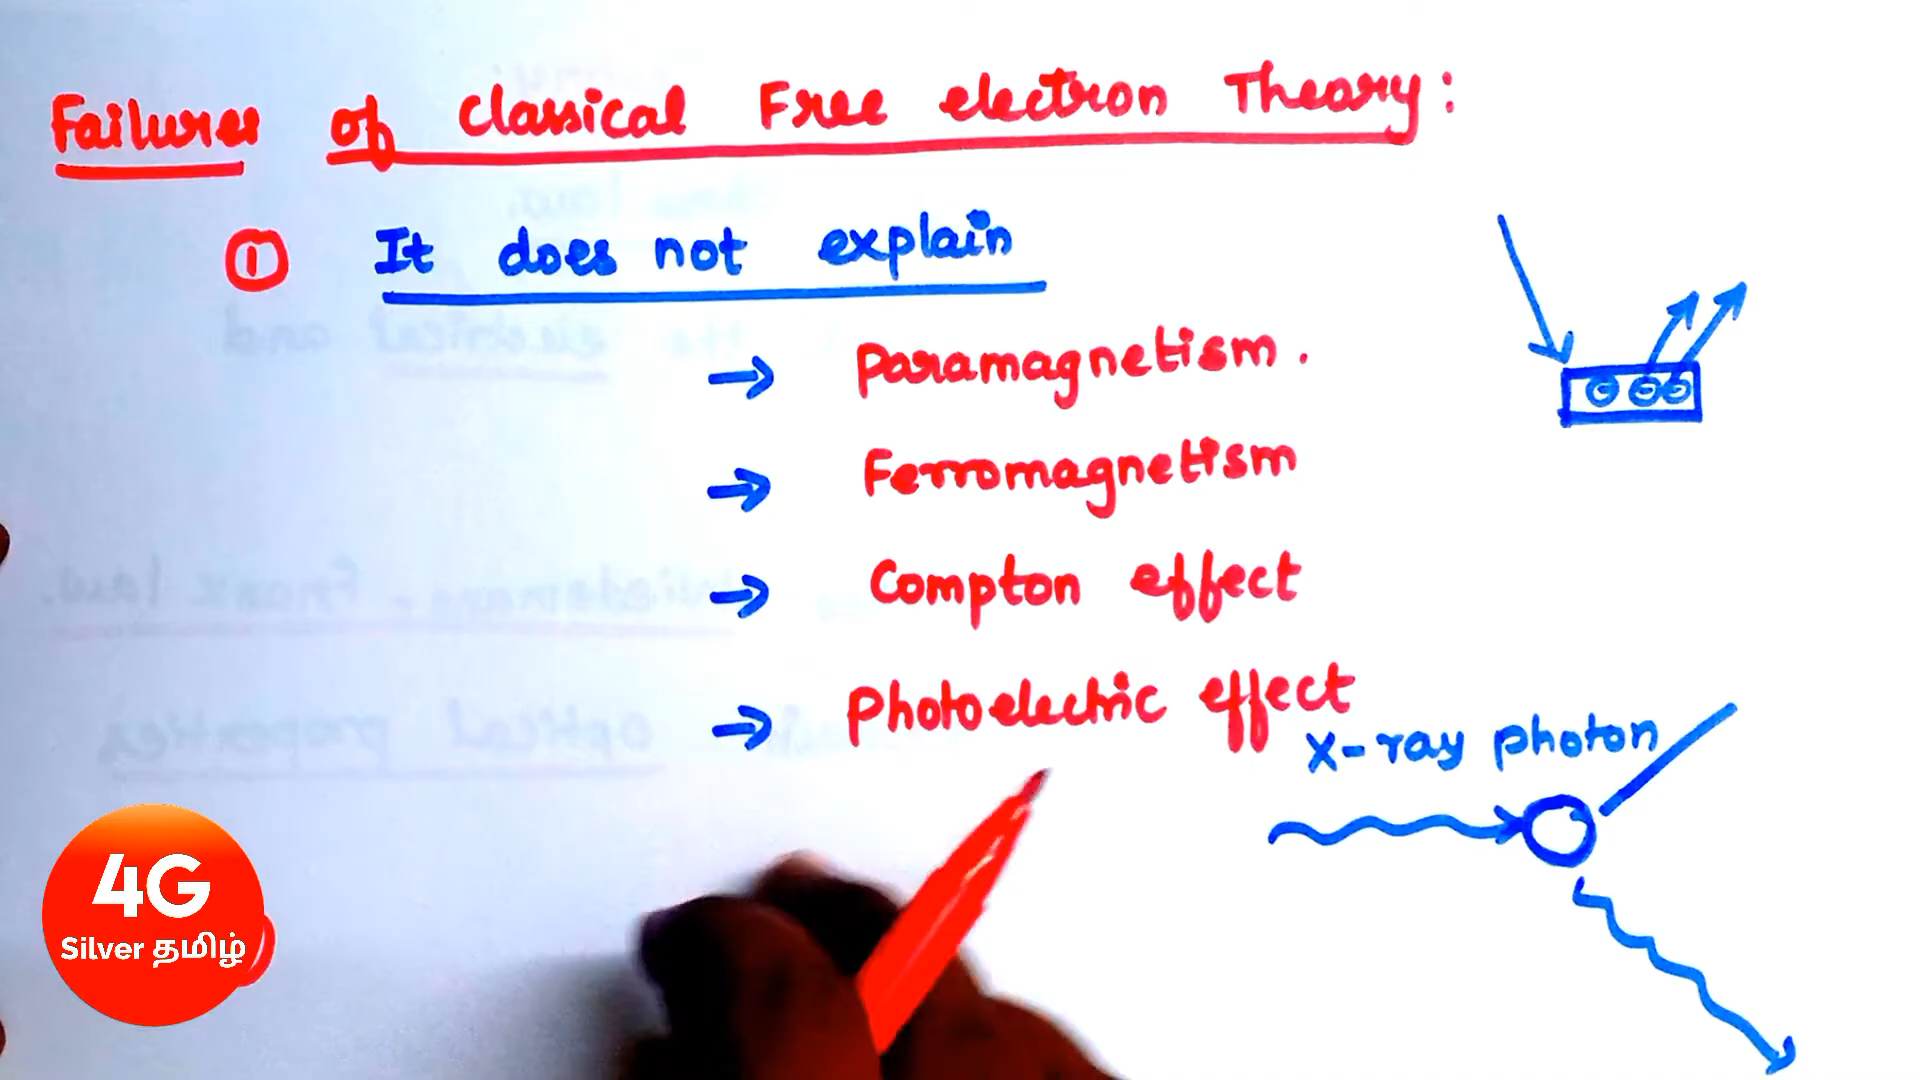 Failures of classical Free electron Theory:
① It does not explain
→ Paramagnetism.
→ Ferromagnetism
→ Compton effect
→ Photoelectric effect
X-ray photon
4G
Silver தமிழ்